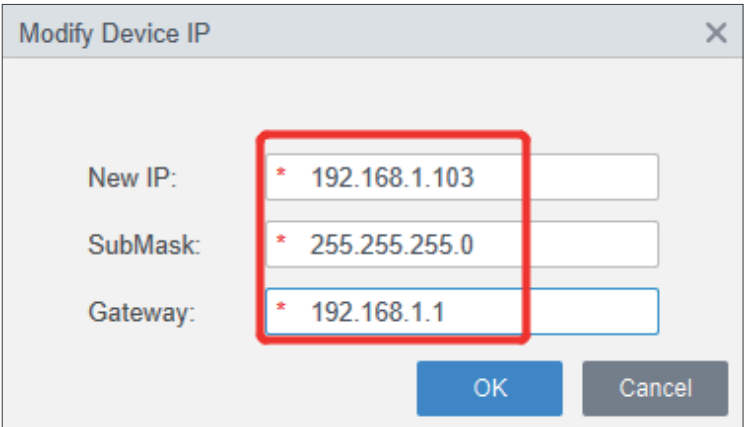 Modify Device IP
New IP: * 192.168.1.103
SubMask: * 255.255.255.0
Gateway: * 192.168.1.1
OK Cancel